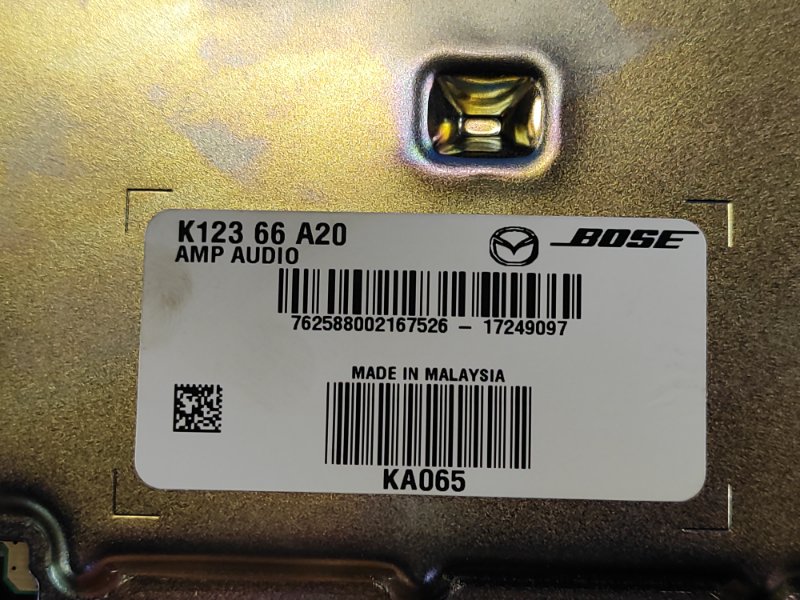 K123 66 A20
BOSE
AMP AUDIO
762588002167526 - 17249097
MADE IN MALAYSIA
KA065